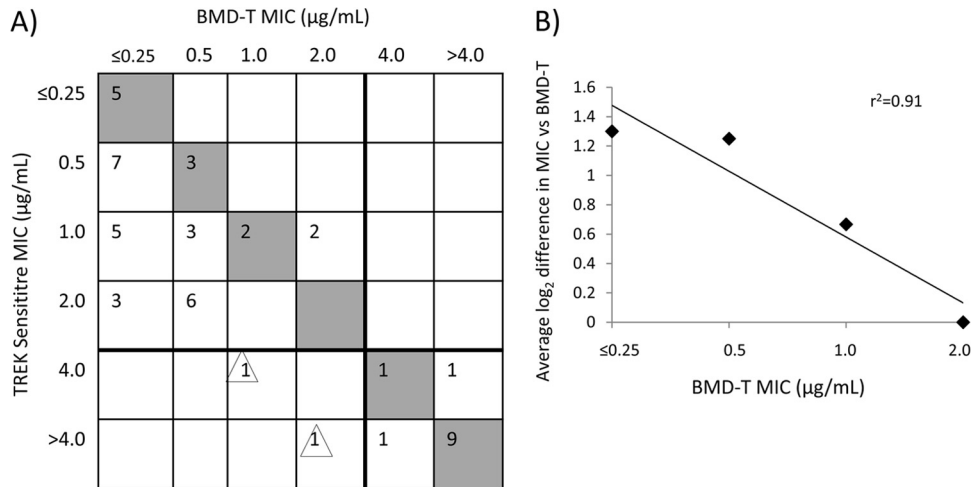 A)
BMD-T MIC (µg/mL)
≤0.25 0.5 1.0 2.0 4.0 >4.0
TREK Sensititre MIC (µg/mL)
≤0.25 5
0.5 7 3
1.0 5 3 2 2
2.0 3 6
4.0 1 1 1
>4.0 1 1 9
B)
Average log₂ difference in MIC vs BMD-T
1.6
1.4
1.2
1
0.8
0.6
0.4
0.2
0
r²=0.91
≤0.25 0.5 1.0 2.0
BMD-T MIC (µg/mL)